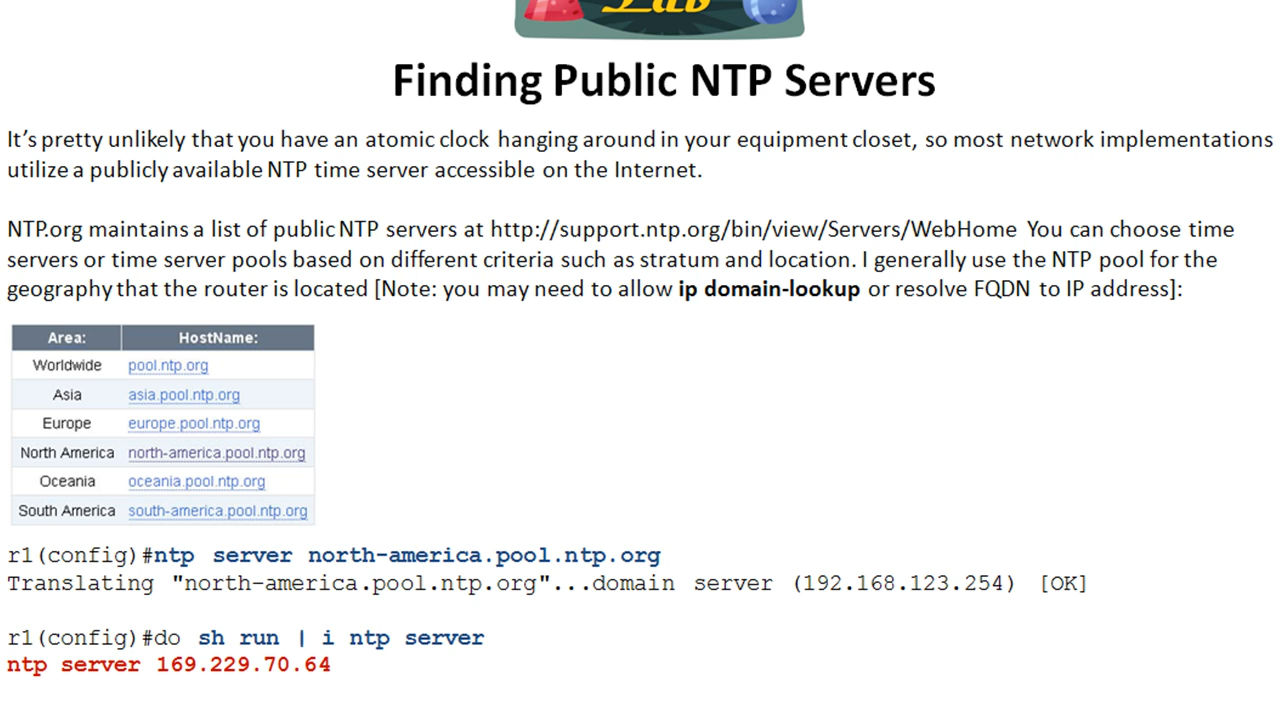 Lab
Finding Public NTP Servers
It's pretty unlikely that you have an atomic clock hanging around in your equipment closet, so most network implementations
utilize a publicly available NTP time server accessible on the Internet.
NTP.org maintains a list of public NTP servers at http://support.ntp.org/bin/view/Servers/WebHome You can choose time
servers or time server pools based on different criteria such as stratum and location. I generally use the NTP pool for the
geography that the router is located [Note: you may need to allow ip domain-lookup or resolve FQDN to IP address]:
Area: HostName:
Worldwide pool.ntp.org
Asia asia.pool.ntp.org
Europe europe.pool.ntp.org
North America north-america.pool.ntp.org
Oceania oceania.pool.ntp.org
South America south-america.pool.ntp.org
r1(config)#ntp server north-america.pool.ntp.org
Translating "north-america.pool.ntp.org"...domain server (192.168.123.254) [OK]
r1(config)#do sh run | i ntp server
ntp server 169.229.70.64